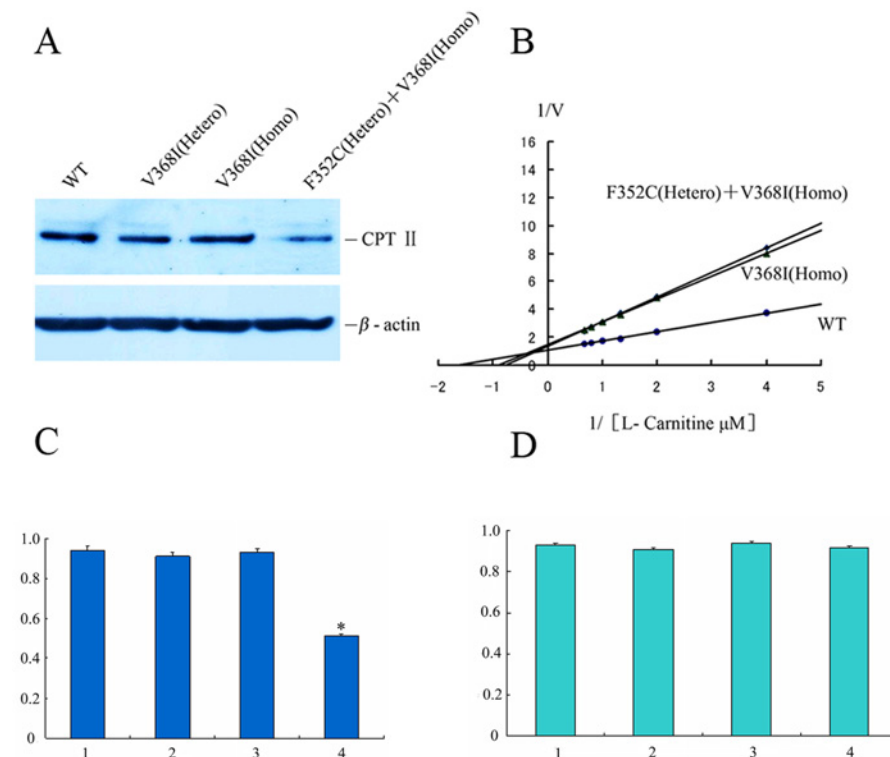 A
WT
V368I(Hetero)
V368I(Homo)
F352C(Hetero)+V368I(Homo)
CPT Ⅱ
β - actin
B
1/V
16
14
12
10
8
6
4
2
0
F352C(Hetero)+V368I(Homo)
V368I(Homo)
WT
-2 -1 0 1 2 3 4 5
1/ [L- Carnitine μM]
C
1.0
0.8
0.6
0.4
0.2
0
*
1 2 3 4
D
1.0
0.8
0.6
0.4
0.2
0
1 2 3 4